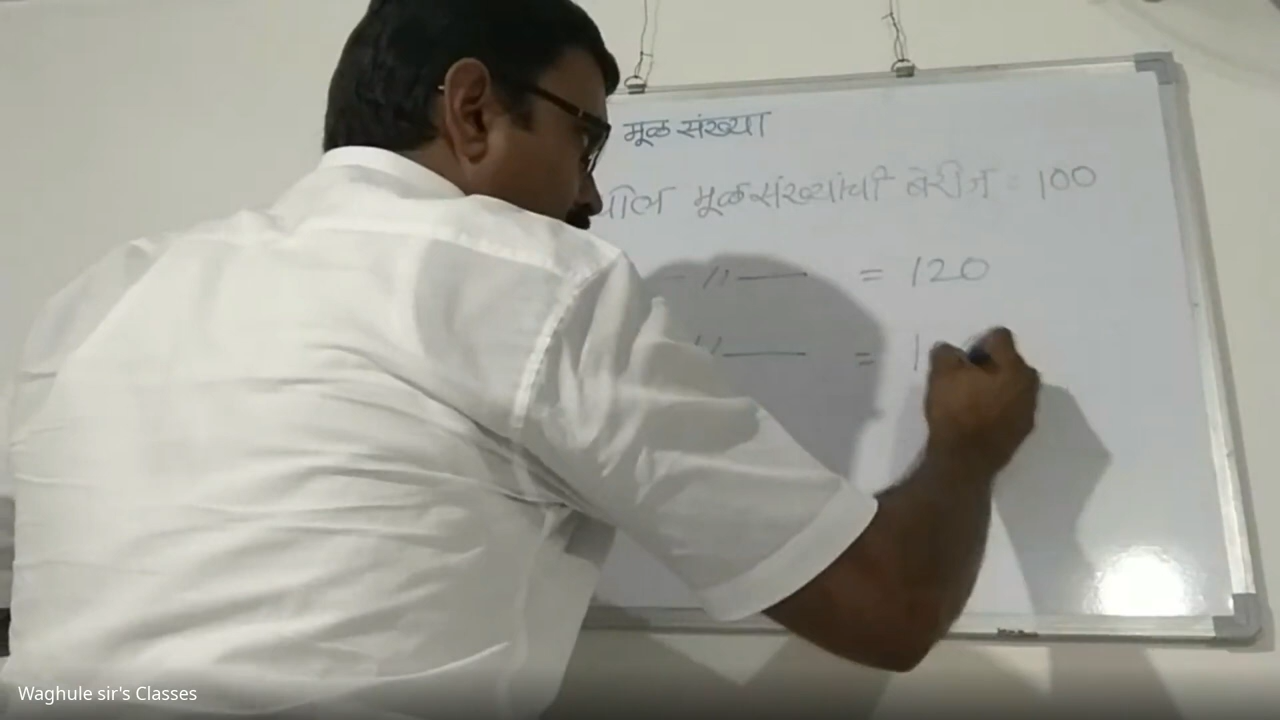 मूळ संख्या
मूळसंख्यांची बेरीज = 100
— 〃 — = 120
〃 — = 1
Waghule sir's Classes